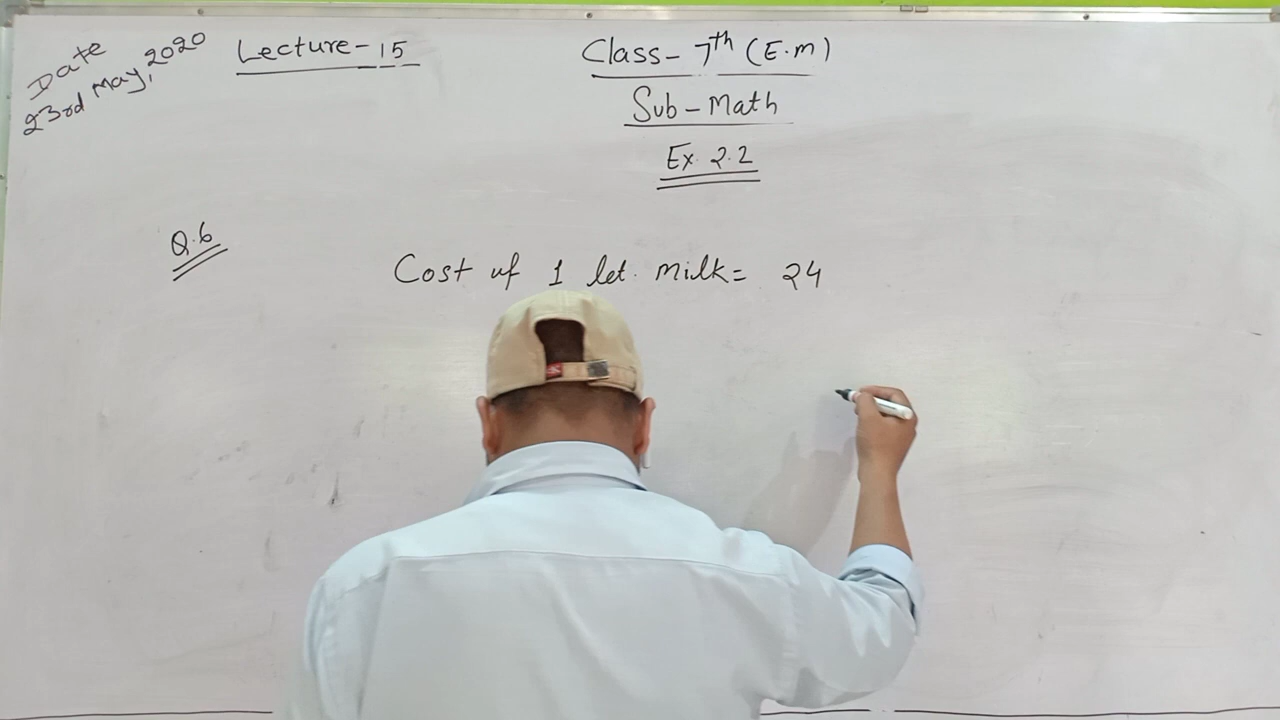 Date
23rd May, 2020
Lecture-15
Class-7th (E.m)
Sub-Math
Ex. 2.2
Q.6
Cost of 1 let. milk= 24